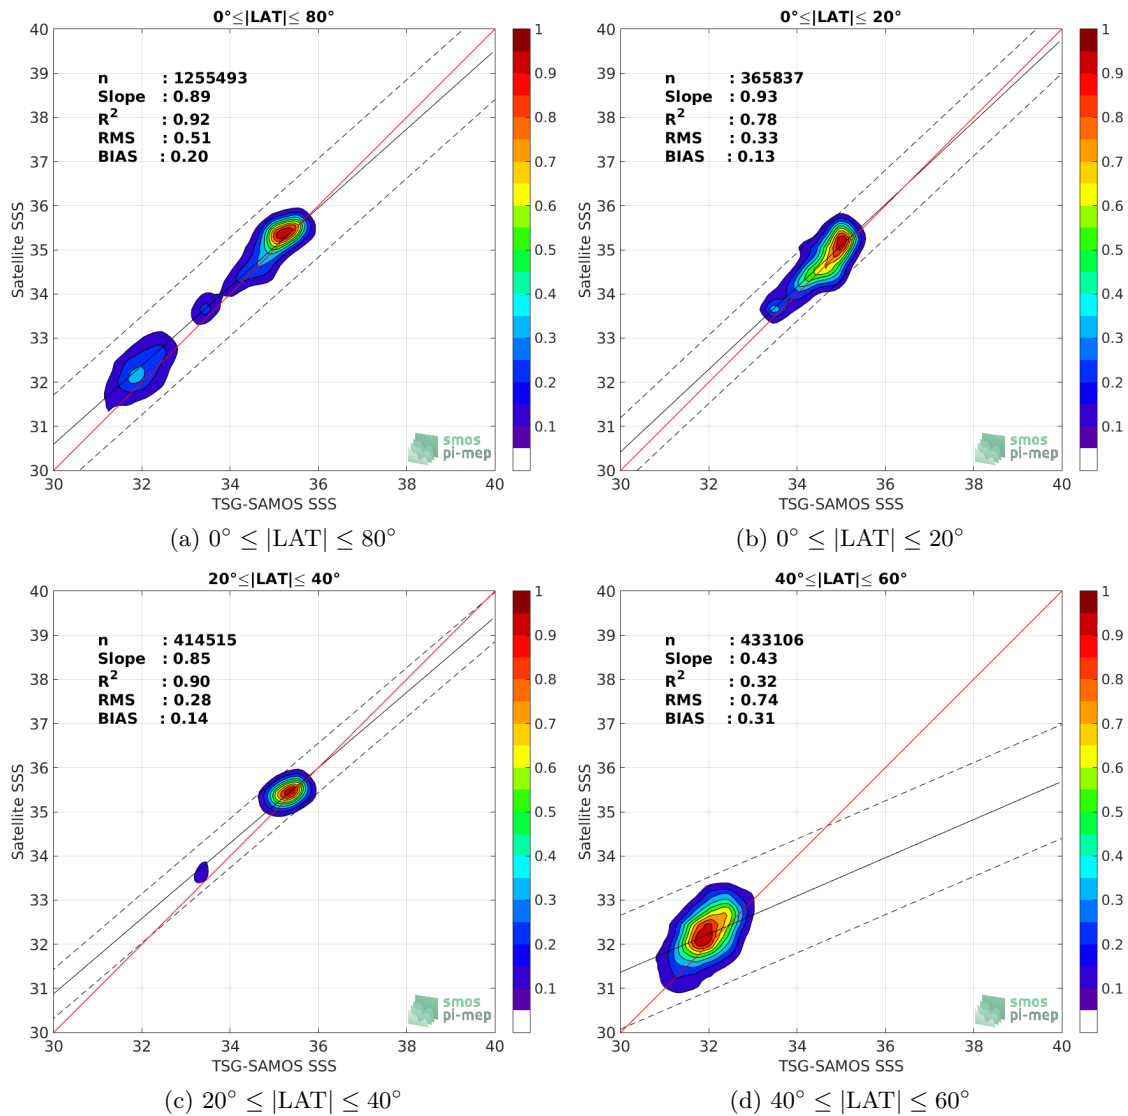 0°≤|LAT|≤ 80°
n : 1255493
Slope : 0.89
R2 : 0.92
RMS : 0.51
BIAS : 0.20
Satellite SSS
40
39
38
37
36
35
34
33
32
31
30
30 32 34 36 38 40
TSG-SAMOS SSS
1
0.9
0.8
0.7
0.6
0.5
0.4
0.3
0.2
0.1
smos
pi-mep
(a) 0° ≤ |LAT| ≤ 80°
0°≤|LAT|≤ 20°
n : 365837
Slope : 0.93
R2 : 0.78
RMS : 0.33
BIAS : 0.13
Satellite SSS
40
39
38
37
36
35
34
33
32
31
30
30 32 34 36 38 40
TSG-SAMOS SSS
1
0.9
0.8
0.7
0.6
0.5
0.4
0.3
0.2
0.1
smos
pi-mep
(b) 0° ≤ |LAT| ≤ 20°
20°≤|LAT|≤ 40°
n : 414515
Slope : 0.85
R2 : 0.90
RMS : 0.28
BIAS : 0.14
Satellite SSS
40
39
38
37
36
35
34
33
32
31
30
30 32 34 36 38 40
TSG-SAMOS SSS
1
0.9
0.8
0.7
0.6
0.5
0.4
0.3
0.2
0.1
smos
pi-mep
(c) 20° ≤ |LAT| ≤ 40°
40°≤|LAT|≤ 60°
n : 433106
Slope : 0.43
R2 : 0.32
RMS : 0.74
BIAS : 0.31
Satellite SSS
40
39
38
37
36
35
34
33
32
31
30
30 32 34 36 38 40
TSG-SAMOS SSS
1
0.9
0.8
0.7
0.6
0.5
0.4
0.3
0.2
0.1
smos
pi-mep
(d) 40° ≤ |LAT| ≤ 60°